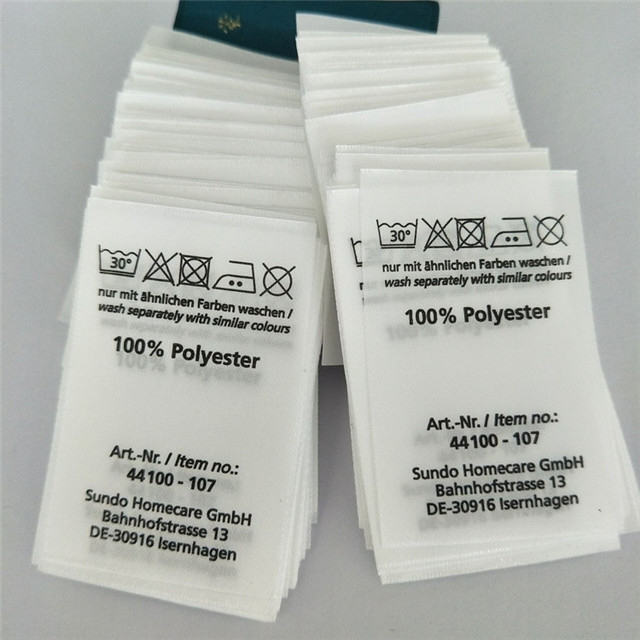 30°
nur mit ähnlichen Farben waschen /
wash separately with similar colours
100% Polyester
Art.-Nr. / Item no.:
44100 - 107
Sundo Homecare GmbH
Bahnhofstrasse 13
DE-30916 Isernhagen
30°
nur mit ähnlichen Farben waschen /
wash separately with similar colours
100% Polyester
Art.-Nr. / Item no.:
44100 - 107
Sundo Homecare GmbH
Bahnhofstrasse 13
DE-30916 Isernhagen